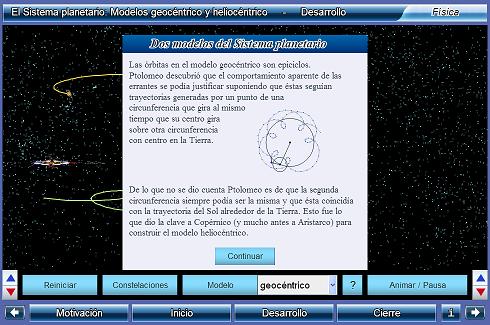 El Sistema planetario. Modelos geocéntrico y heliocéntrico - Desarrollo Física
Dos modelos del Sistema planetario
Las órbitas en el modelo geocéntrico son epiciclos.
Ptolomeo descubrió que el comportamiento aparente de las
errantes se podía justificar suponiendo que éstas seguían
trayectorias generadas por un punto de una
circunferencia que gira al mismo
tiempo que su centro gira
sobre otra circunferencia
con centro en la Tierra.
De lo que no se dio cuenta Ptolomeo es de que la segunda
circunferencia siempre podía ser la misma y que ésta coincidía
con la trayectoria del Sol alrededor de la Tierra. Esto fue lo
que dio la clave a Copérnico (y mucho antes a Aristarco) para
construir el modelo heliocéntrico.
Continuar
Reiniciar Constelaciones Modelo geocéntrico ? Animar / Pausa
Motivación Inicio Desarrollo Cierre i